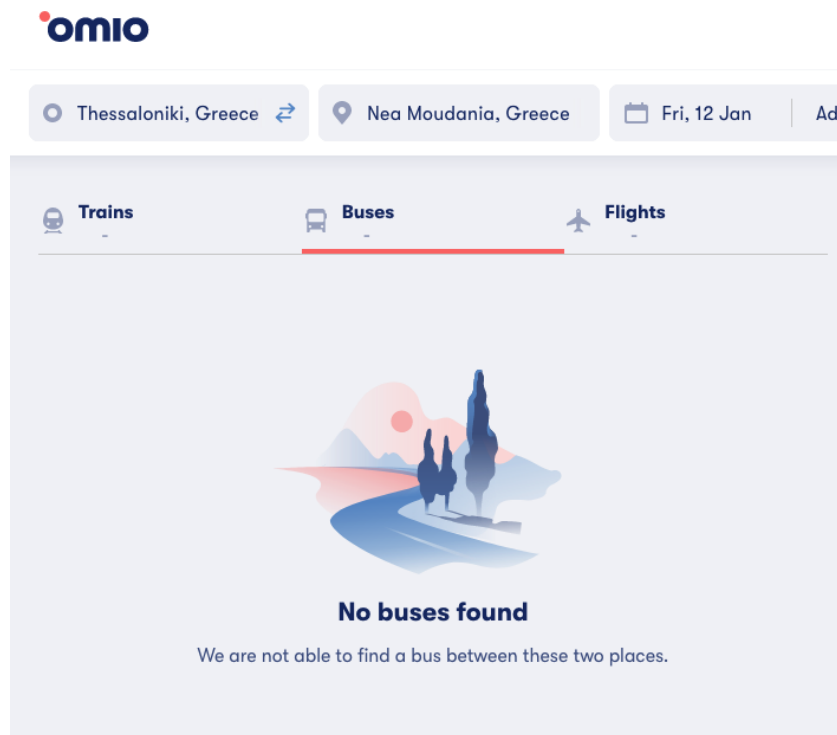 omio
Thessaloniki, Greece Nea Moudania, Greece Fri, 12 Jan Ad
Trains Buses Flights
- - -
No buses found
We are not able to find a bus between these two places.